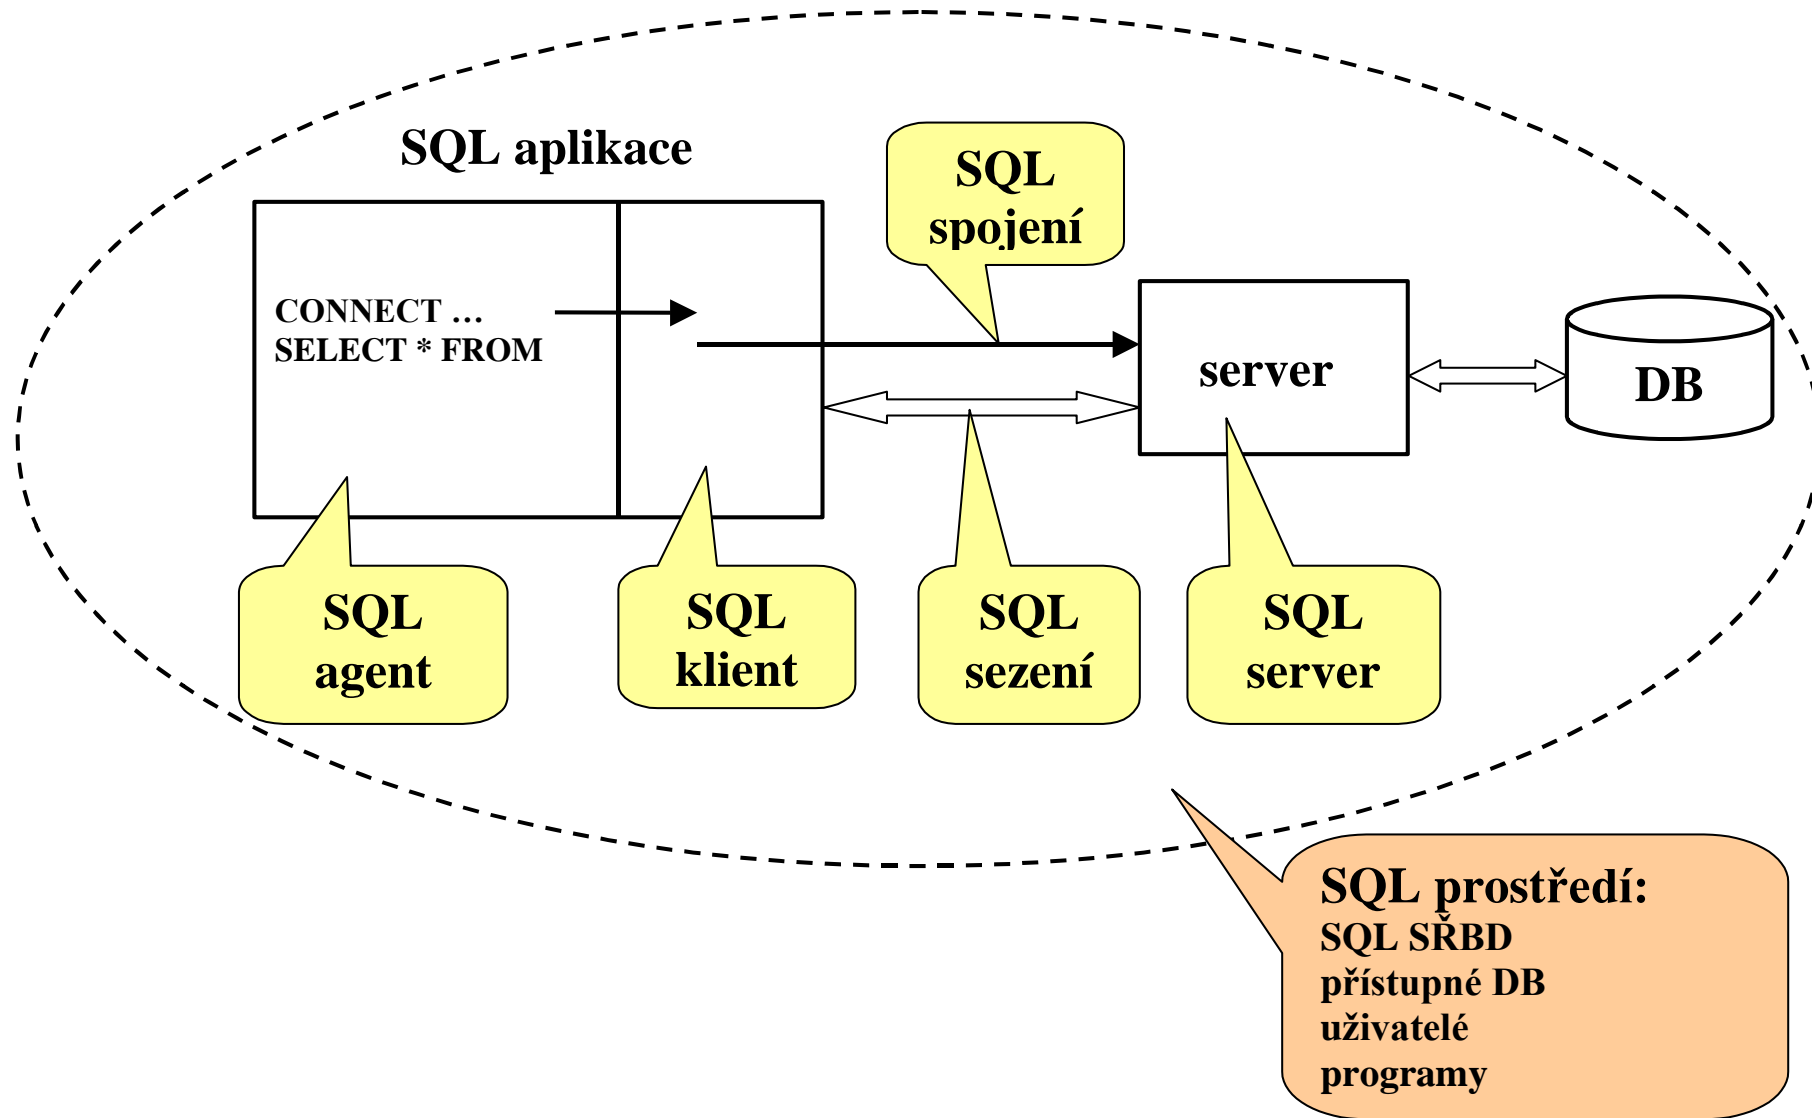 SQL aplikace
SQL
spojení
CONNECT …
SELECT * FROM
server
DB
SQL
agent
SQL
klient
SQL
sezení
SQL
server
SQL prostředí:
SQL SŘBD
přístupné DB
uživatelé
programy